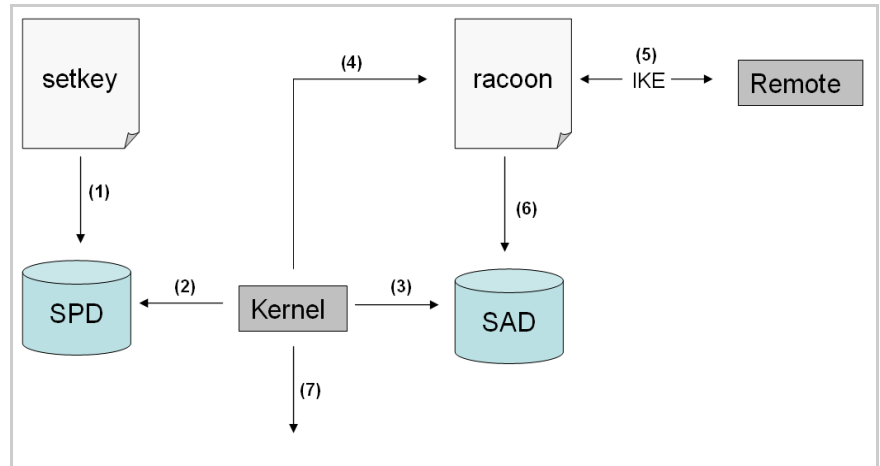 setkey
(4)
racoon
(5)
IKE
Remote
(1)
(6)
SPD
(2)
Kernel
(3)
SAD
(7)